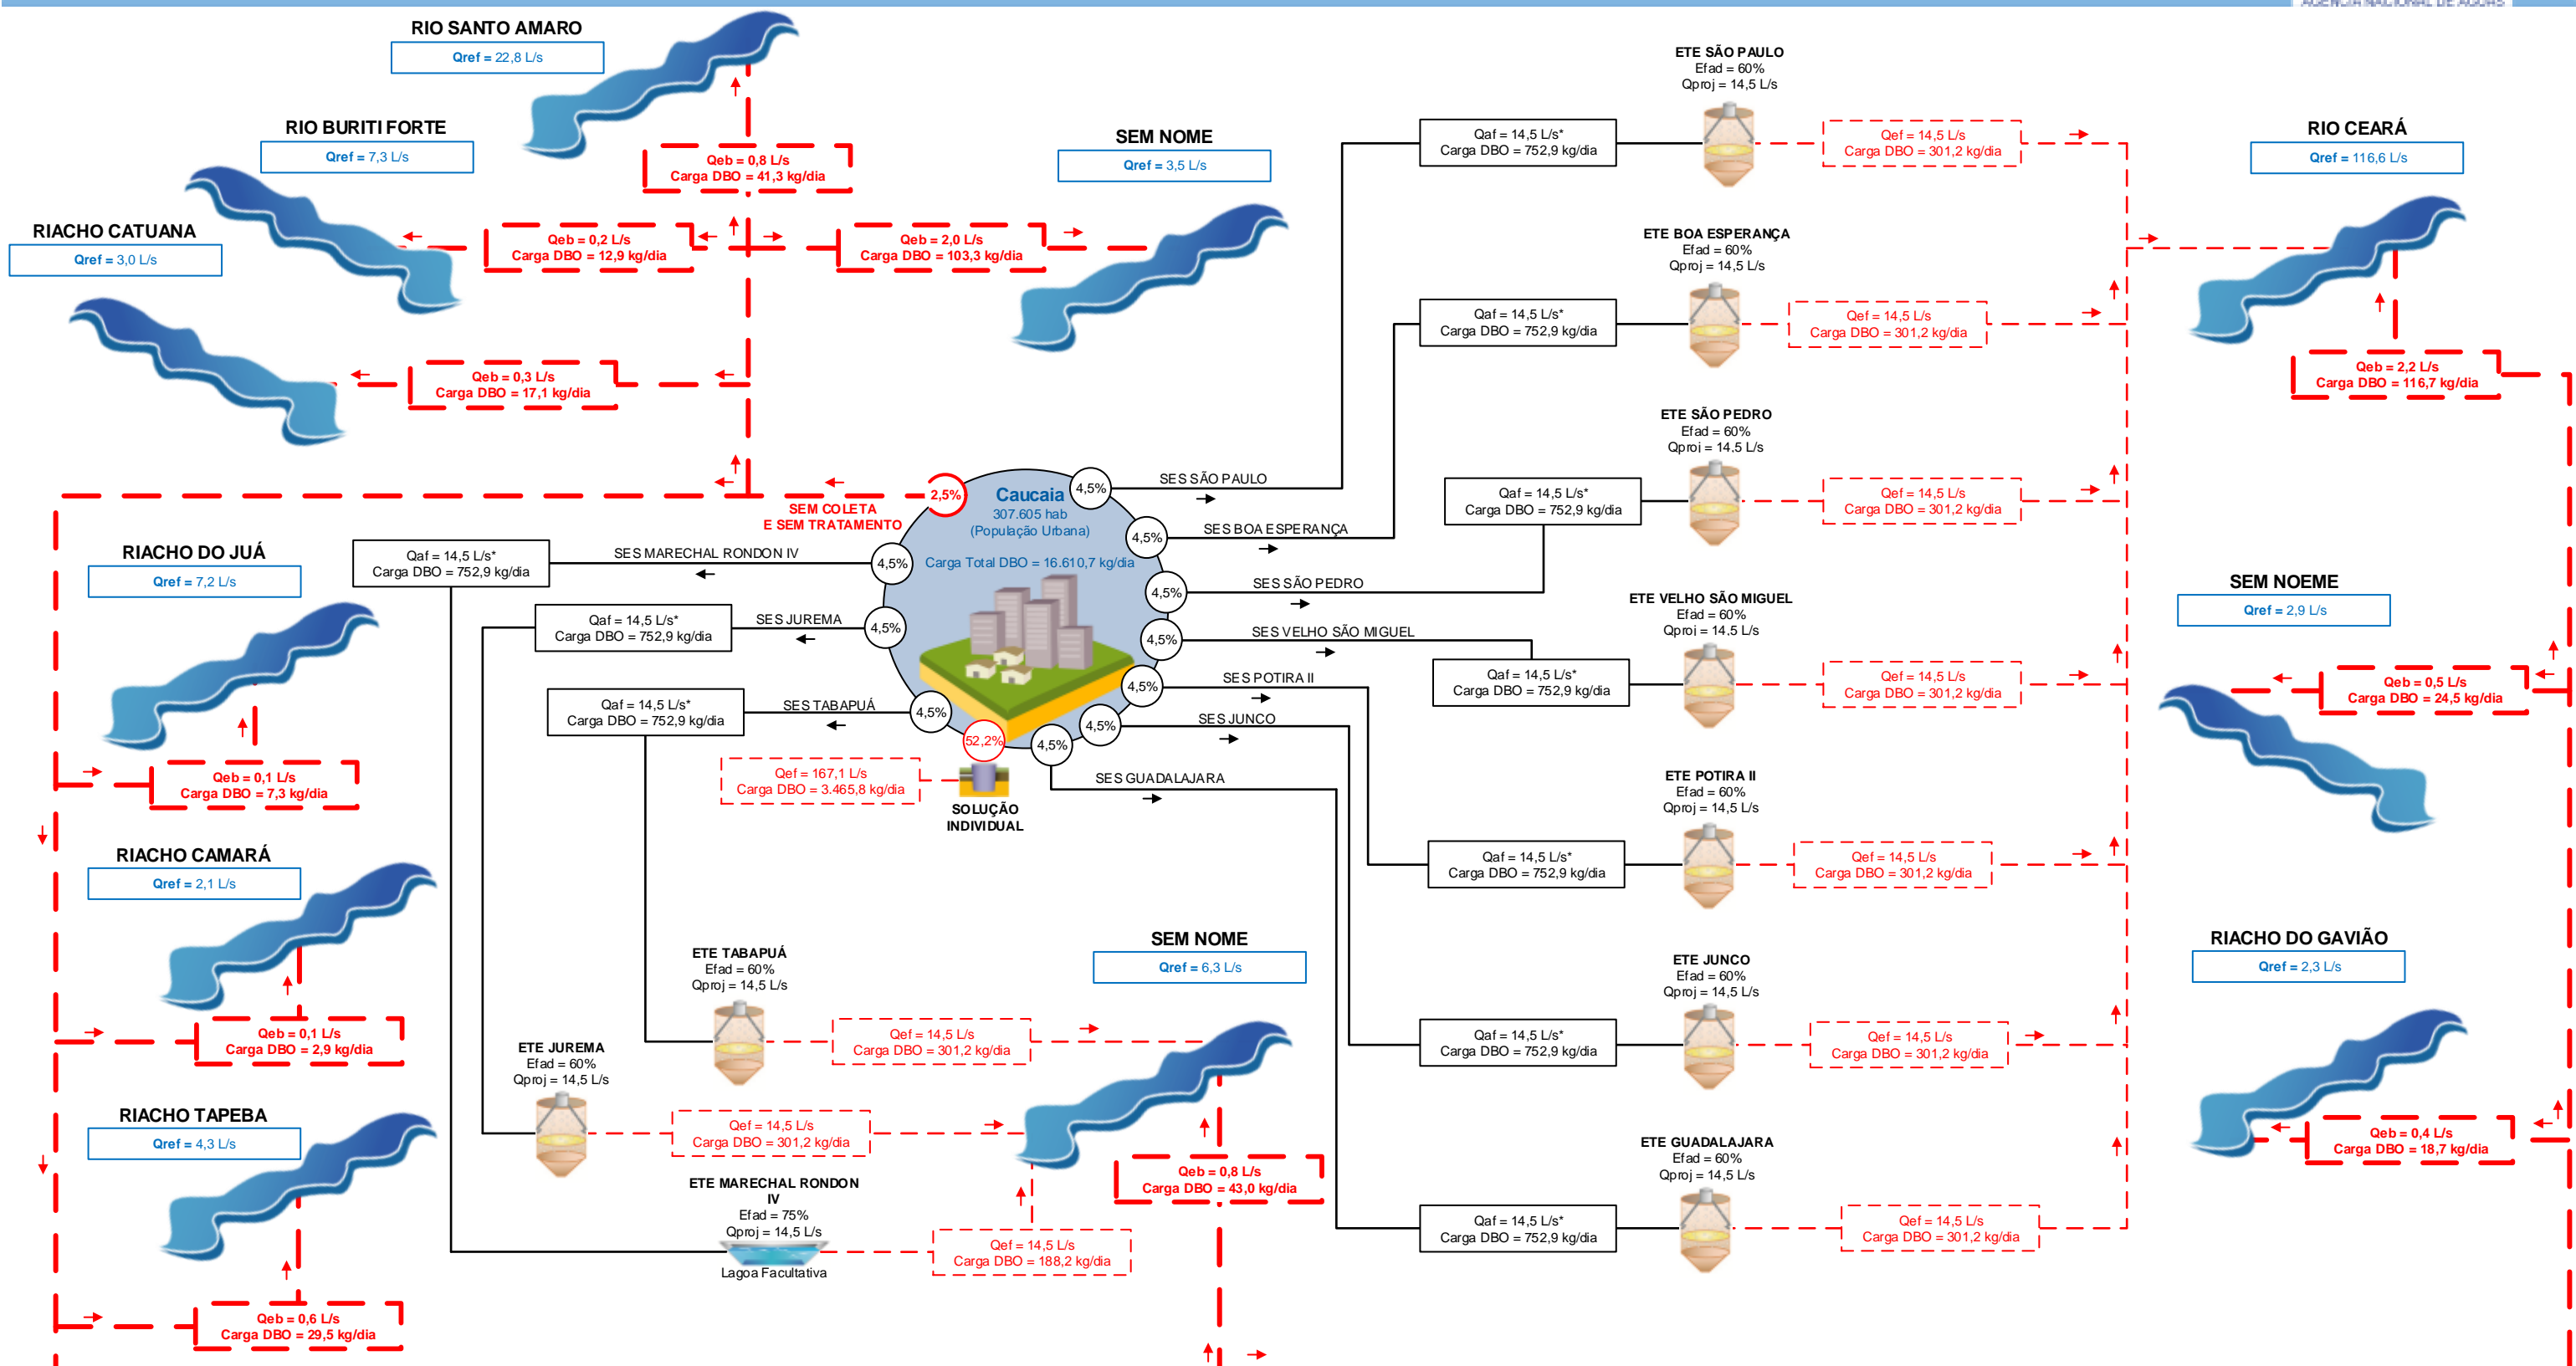 AGÊNCIA NACIONAL DE ÁGUAS
RIO SANTO AMARO
Qref = 22,8 L/s
RIO BURITI FORTE
Qref = 7,3 L/s
RIACHO CATUANA
Qref = 3,0 L/s
SEM NOME
Qref = 3,5 L/s
Qeb = 0,8 L/s
Carga DBO = 41,3 kg/dia
Qeb = 0,2 L/s
Carga DBO = 12,9 kg/dia
Qeb = 2,0 L/s
Carga DBO = 103,3 kg/dia
Qeb = 0,3 L/s
Carga DBO = 17,1 kg/dia
ETE SÃO PAULO
Efad = 60%
Qproj = 14,5 L/s
Qaf = 14,5 L/s*
Carga DBO = 752,9 kg/dia
Qef = 14,5 L/s
Carga DBO = 301,2 kg/dia
RIO CEARÁ
Qref = 116,6 L/s
ETE BOA ESPERANÇA
Efad = 60%
Qproj = 14,5 L/s
Qaf = 14,5 L/s*
Carga DBO = 752,9 kg/dia
Qef = 14,5 L/s
Carga DBO = 301,2 kg/dia
Qeb = 2,2 L/s
Carga DBO = 116,7 kg/dia
ETE SÃO PEDRO
Efad = 60%
Qproj = 14,5 L/s
Qaf = 14,5 L/s*
Carga DBO = 752,9 kg/dia
Qef = 14,5 L/s
Carga DBO = 301,2 kg/dia
2,5%
SEM COLETA
E SEM TRATAMENTO
Caucaia
307.605 hab
(População Urbana)
Carga Total DBO = 16.610,7 kg/dia
4,5%
SES SÃO PAULO
4,5%
SES BOA ESPERANÇA
4,5%
SES SÃO PEDRO
4,5%
SES VELHO SÃO MIGUEL
4,5%
SES POTIRA II
4,5%
SES JUNCO
4,5%
SES GUADALAJARA
RIACHO DO JUÁ
Qref = 7,2 L/s
Qaf = 14,5 L/s*
Carga DBO = 752,9 kg/dia
SES MARECHAL RONDON IV
4,5%
Qaf = 14,5 L/s*
Carga DBO = 752,9 kg/dia
SES JUREMA
4,5%
Qaf = 14,5 L/s*
Carga DBO = 752,9 kg/dia
SES TABAPUÁ
4,5%
52,2%
Qef = 167,1 L/s
Carga DBO = 3.465,8 kg/dia
SOLUÇÃO
INDIVIDUAL
Qeb = 0,1 L/s
Carga DBO = 7,3 kg/dia
ETE VELHO SÃO MIGUEL
Efad = 60%
Qproj = 14,5 L/s
Qaf = 14,5 L/s*
Carga DBO = 752,9 kg/dia
Qef = 14,5 L/s
Carga DBO = 301,2 kg/dia
SEM NOEME
Qref = 2,9 L/s
Qeb = 0,5 L/s
Carga DBO = 24,5 kg/dia
ETE POTIRA II
Efad = 60%
Qproj = 14,5 L/s
Qaf = 14,5 L/s*
Carga DBO = 752,9 kg/dia
Qef = 14,5 L/s
Carga DBO = 301,2 kg/dia
RIACHO CAMARÁ
Qref = 2,1 L/s
Qeb = 0,1 L/s
Carga DBO = 2,9 kg/dia
ETE TABAPUÁ
Efad = 60%
Qproj = 14,5 L/s
Qef = 14,5 L/s
Carga DBO = 301,2 kg/dia
SEM NOME
Qref = 6,3 L/s
ETE JUNCO
Efad = 60%
Qproj = 14,5 L/s
Qaf = 14,5 L/s*
Carga DBO = 752,9 kg/dia
Qef = 14,5 L/s
Carga DBO = 301,2 kg/dia
RIACHO DO GAVIÃO
Qref = 2,3 L/s
Qeb = 0,4 L/s
Carga DBO = 18,7 kg/dia
ETE JUREMA
Efad = 60%
Qproj = 14,5 L/s
Qef = 14,5 L/s
Carga DBO = 301,2 kg/dia
RIACHO TAPEBA
Qref = 4,3 L/s
Qeb = 0,6 L/s
Carga DBO = 29,5 kg/dia
ETE MARECHAL RONDON
IV
Efad = 75%
Qproj = 14,5 L/s
Lagoa Facultativa
Qef = 14,5 L/s
Carga DBO = 188,2 kg/dia
Qeb = 0,8 L/s
Carga DBO = 43,0 kg/dia
ETE GUADALAJARA
Efad = 60%
Qproj = 14,5 L/s
Qaf = 14,5 L/s*
Carga DBO = 752,9 kg/dia
Qef = 14,5 L/s
Carga DBO = 301,2 kg/dia